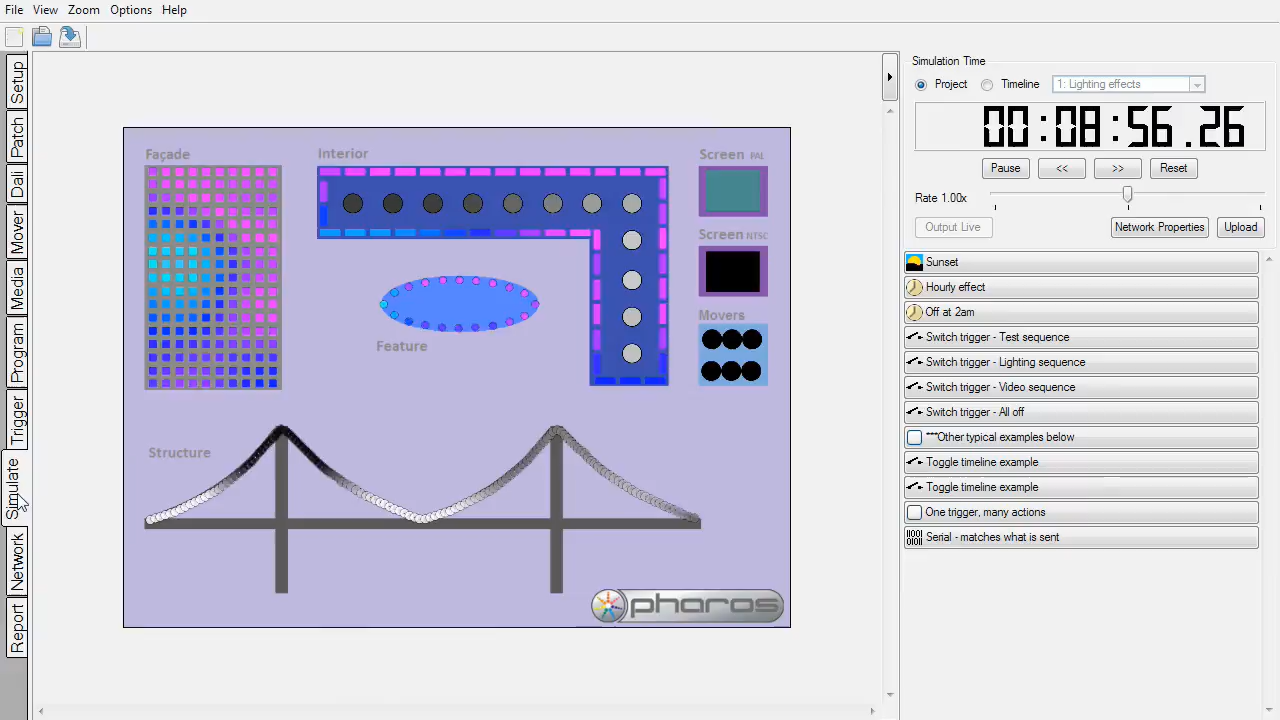 File View Zoom Options Help
Setup
Patch
Dali
Mover
Media
Program
Trigger
Simulate
Network
Report
Façade
Interior
Screen PAL
Screen NTSC
Movers
Feature
Structure
pharos
Simulation Time
Project Timeline 1: Lighting effects
00:08:56.26
Pause << >> Reset
Rate 1.00x
Output Live Network Properties Upload
Sunset
Hourly effect
Off at 2am
Switch trigger - Test sequence
Switch trigger - Lighting sequence
Switch trigger - Video sequence
Switch trigger - All off
***Other typical examples below
Toggle timeline example
Toggle timeline example
One trigger, many actions
Serial - matches what is sent